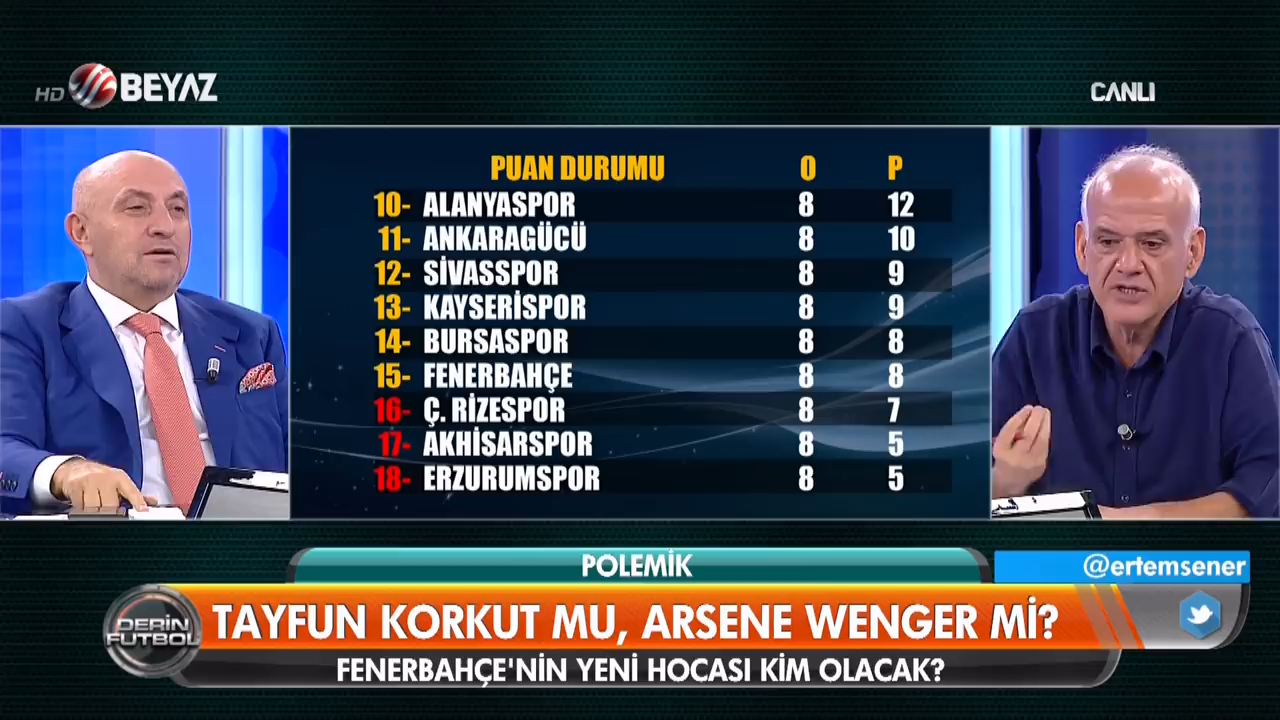 HD BEYAZ
CANLI
PUAN DURUMU O P
10- ALANYASPOR 8 12
11- ANKARAGÜCÜ 8 10
12- SİVASSPOR 8 9
13- KAYSERİSPOR 8 9
14- BURSASPOR 8 8
15- FENERBAHÇE 8 8
16- Ç. RİZESPOR 8 7
17- AKHİSARSPOR 8 5
18- ERZURUMSPOR 8 5
POLEMİK
@ertemsener
DERİN
FUTBOL
TAYFUN KORKUT MU, ARSENE WENGER Mİ?
FENERBAHÇE'NİN YENİ HOCASI KİM OLACAK?